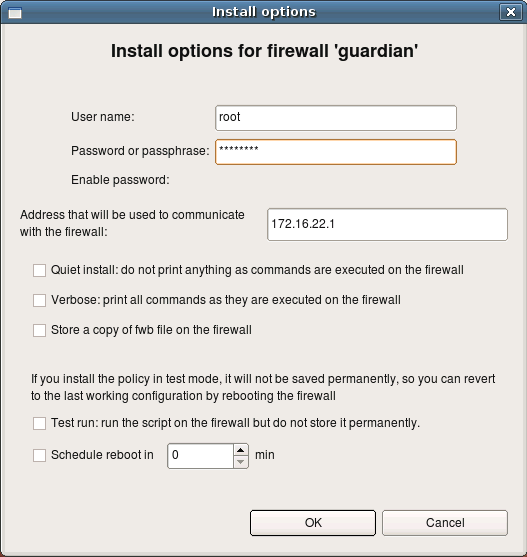 Install options
Install options for firewall 'guardian'
User name:
root
Password or passphrase:
********
Enable password:
Address that will be used to communicate
with the firewall:
172.16.22.1
Quiet install: do not print anything as commands are executed on the firewall
Verbose: print all commands as they are executed on the firewall
Store a copy of fwb file on the firewall
If you install the policy in test mode, it will not be saved permanently, so you can revert
to the last working configuration by rebooting the firewall
Test run: run the script on the firewall but do not store it permanently.
Schedule reboot in 0 min
OK
Cancel